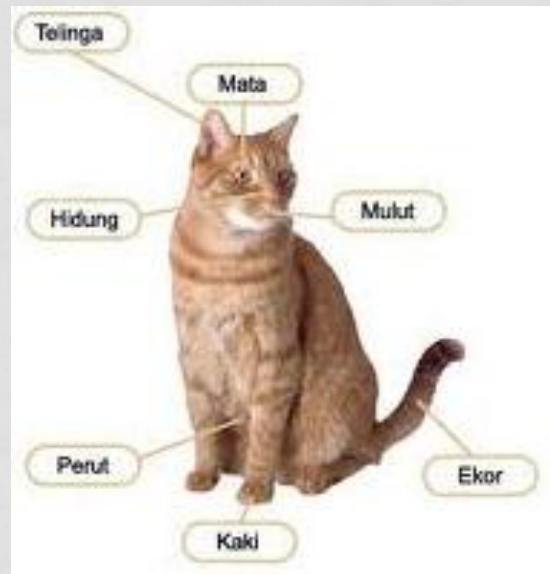 Telinga
Mata
Hidung
Mulut
Perut
Ekor
Kaki